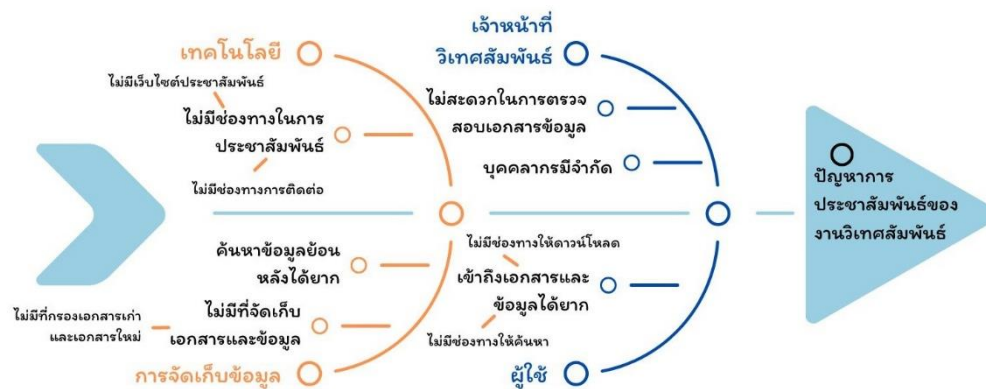 เทคโนโลยี
ไม่มีเว็บไซต์ประชาสัมพันธ์
ไม่มีช่องทางในการ
ประชาสัมพันธ์
ไม่มีช่องทางการติดต่อ
ค้นหาข้อมูลย้อน
หลังได้ยาก
ไม่มีที่กรองเอกสารเก่า
และเอกสารใหม่
ไม่มีที่จัดเก็บ
เอกสารและข้อมูล
การจัดเก็บข้อมูล
เจ้าหน้าที่
วิเทศสัมพันธ์
ไม่สะดวกในการตรวจ
สอบเอกสารข้อมูล
บุคคลากรมีจำกัด
ไม่มีช่องทางให้ดาวน์โหลด
เข้าถึงเอกสารและ
ข้อมูลได้ยาก
ไม่มีช่องทางให้ค้นหา
ผู้ใช้
ปัญหาการ
ประชาสัมพันธ์ของ
งานวิเทศสัมพันธ์